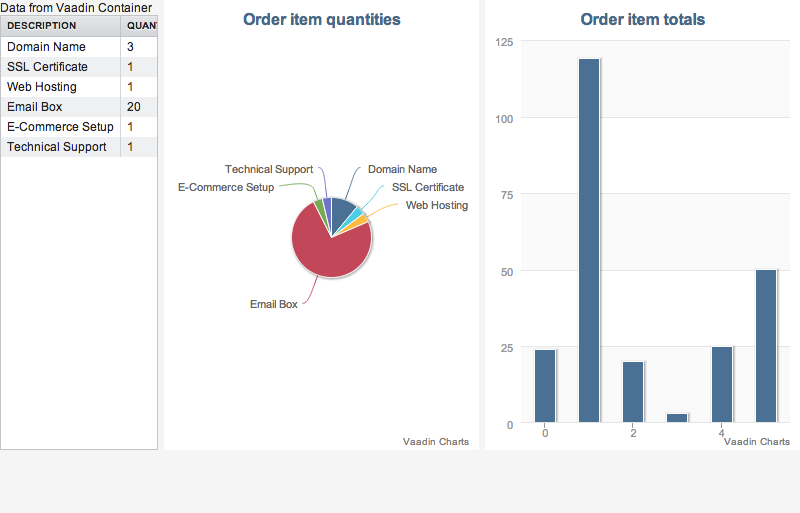 Data from Vaadin Container
DESCRIPTION QUANT
Domain Name 3
SSL Certificate 1
Web Hosting 1
Email Box 20
E-Commerce Setup 1
Technical Support 1
Order item quantities
Technical Support
Domain Name
E-Commerce Setup
SSL Certificate
Web Hosting
Email Box
Vaadin Charts
Order item totals
125
100
75
50
25
0
0 2 4
Vaadin Charts